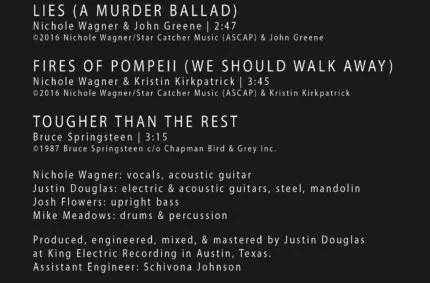 LIES (A MURDER BALLAD)
Nichole Wagner & John Greene | 2:47
©2016 Nichole Wagner/Star Catcher Music (ASCAP) & John Greene
FIRES OF POMPEII (WE SHOULD WALK AWAY)
Nichole Wagner & Kristin Kirkpatrick | 3:45
©2016 Nichole Wagner/Star Catcher Music (ASCAP) & Kristin Kirkpatrick
TOUGHER THAN THE REST
Bruce Springsteen | 3:15
©1987 Bruce Springsteen c/o Chapman Bird & Grey Inc.
Nichole Wagner: vocals, acoustic guitar
Justin Douglas: electric & acoustic guitars, steel, mandolin
Josh Flowers: upright bass
Mike Meadows: drums & percussion
Produced, engineered, mixed, & mastered by Justin Douglas
at King Electric Recording in Austin, Texas.
Assistant Engineer: Schivona Johnson